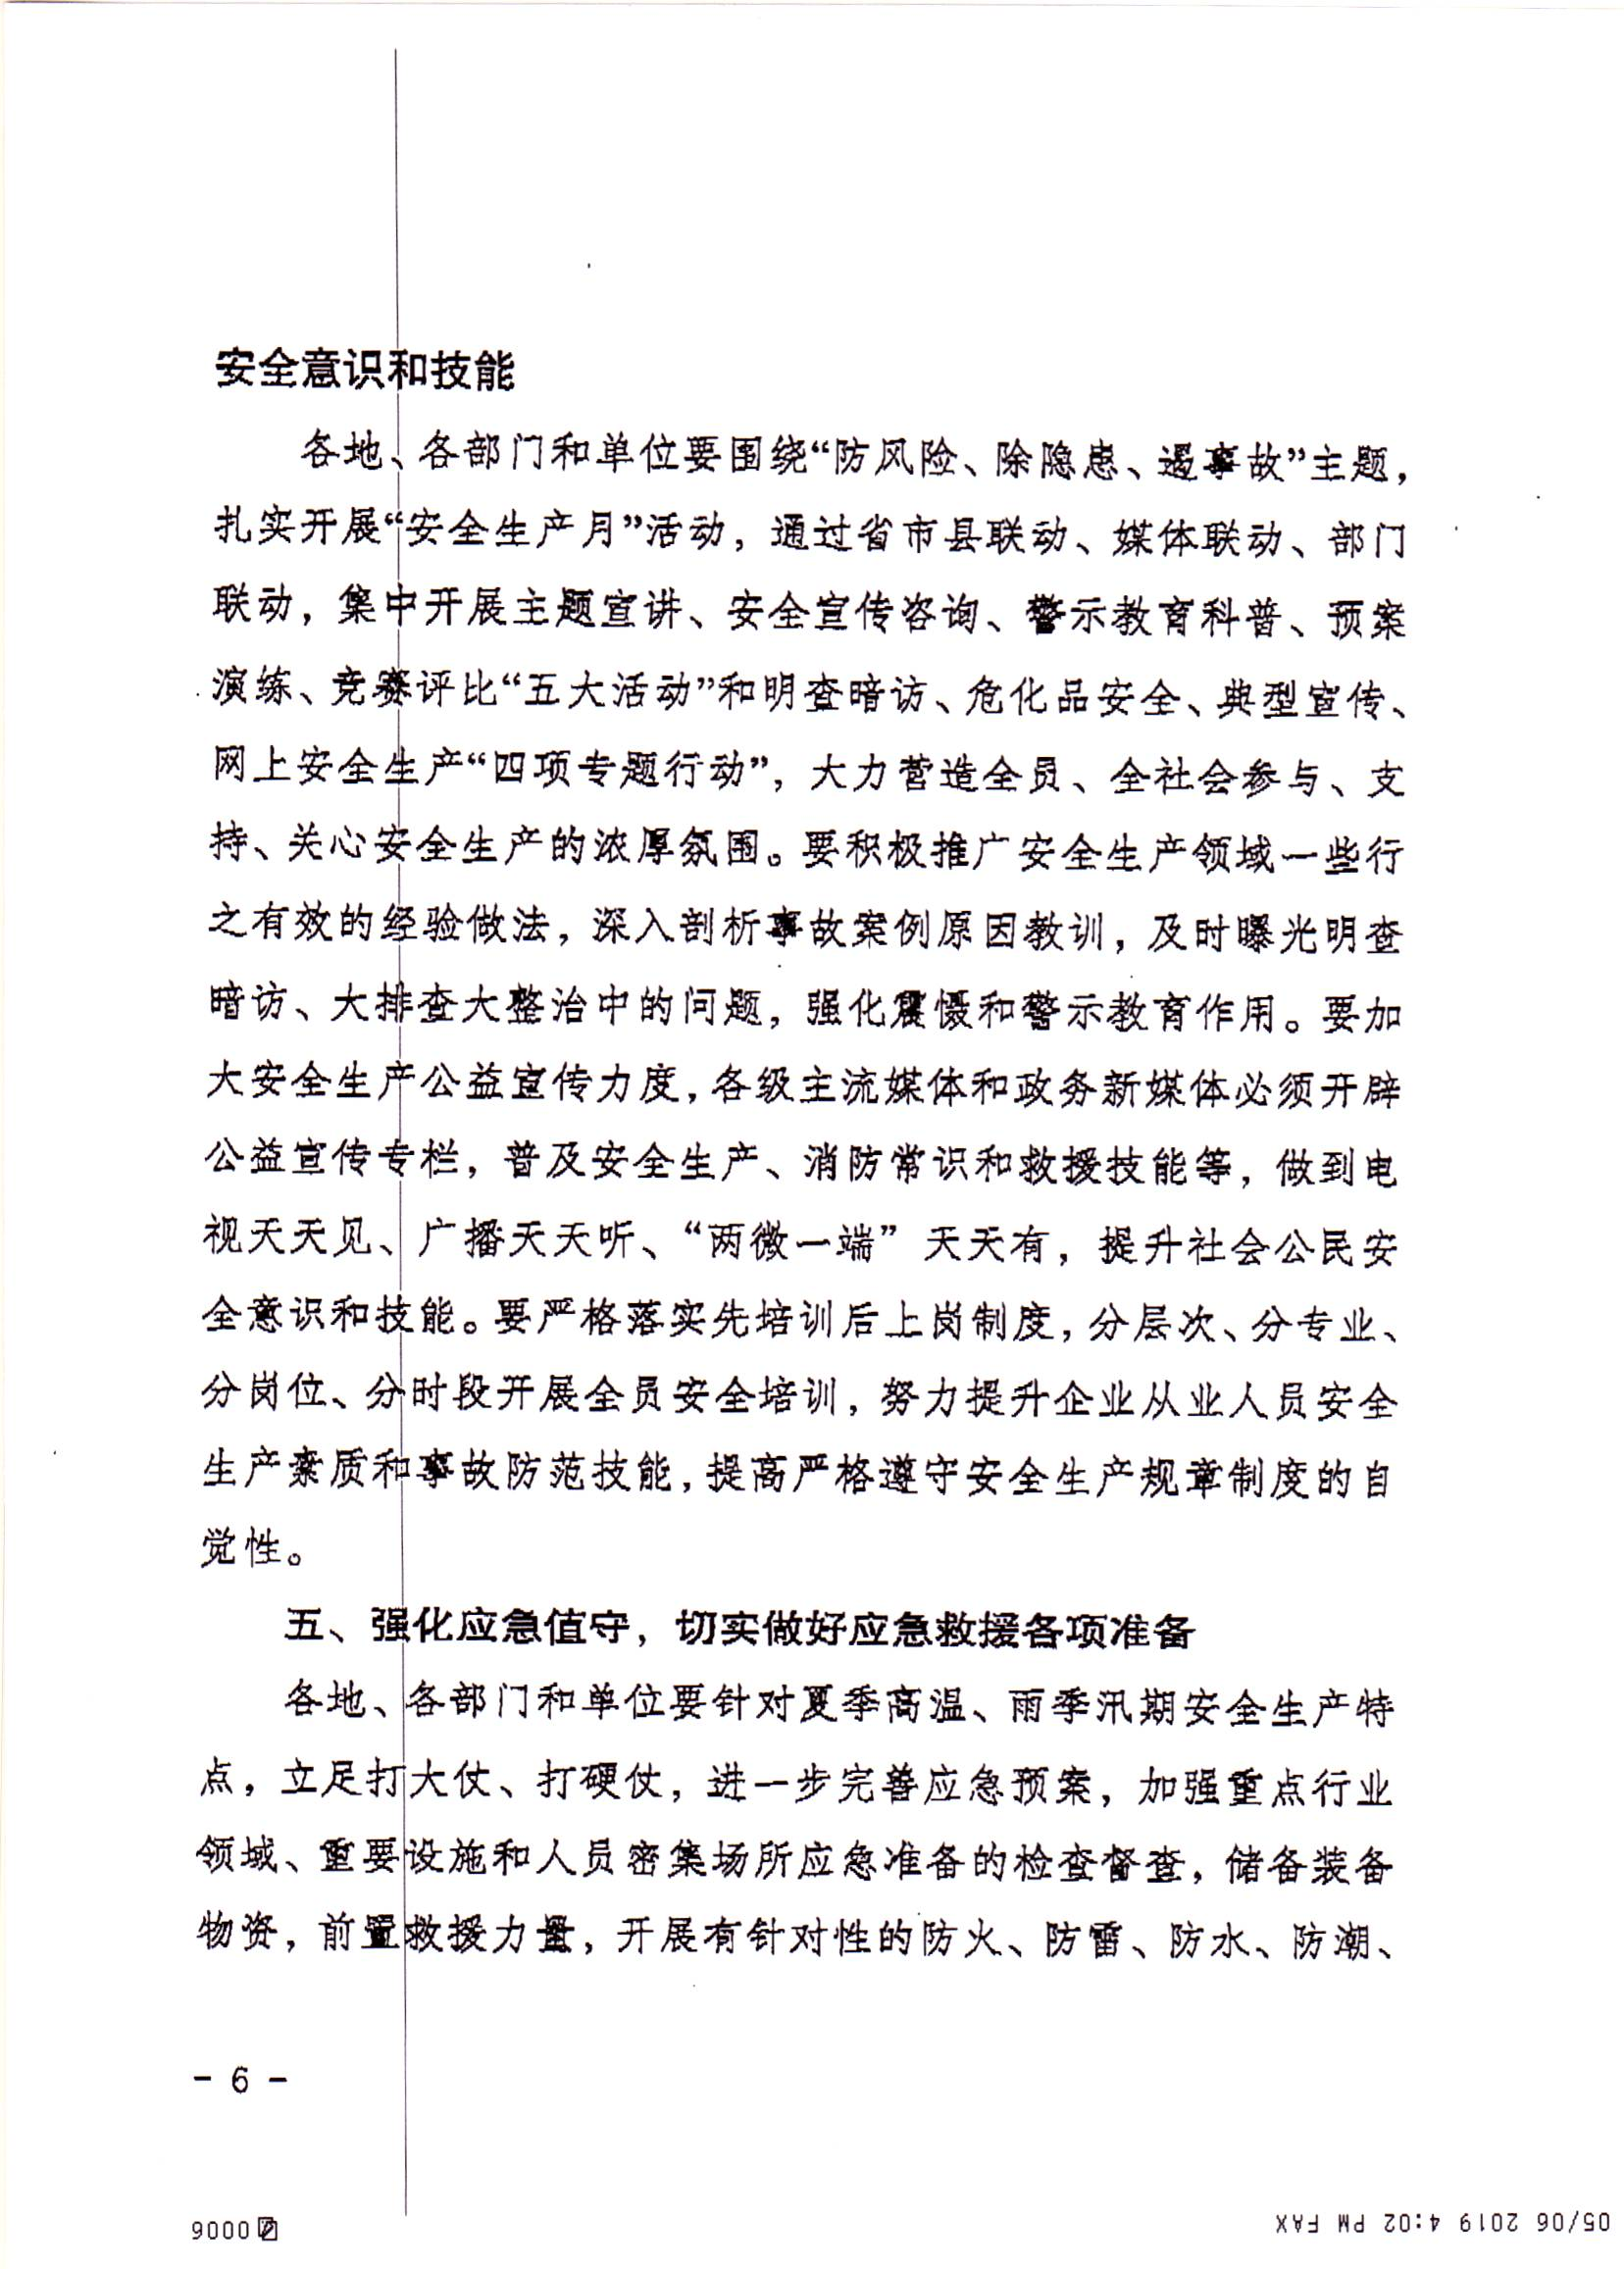 安全意识和技能
各地、各部门和单位要围绕“防风险、除隐患、遏事故”主题，
扎实开展“安全生产月”活动，通过省市县联动、媒体联动、部门
联动，集中开展主题宣讲、安全宣传咨询、警示教育科普、预案
演练、竞赛评比“五大活动”和明查暗访、危化品安全、典型宣传、
网上安全生产“四项专题行动”，大力营造全员、全社会参与、支
持、关心安全生产的浓厚氛围。要积极推广安全生产领域一些行
之有效的经验做法，深入剖析事故案例原因教训，及时曝光明查
暗访、大排查大整治中的问题，强化震慑和警示教育作用。要加
大安全生产公益宣传力度，各级主流媒体和政务新媒体必须开辟
公益宣传专栏，普及安全生产、消防常识和救援技能等，做到电
视天天见、广播天天听、“两微一端”天天有，提升社会公民安
全意识和技能。要严格落实先培训后上岗制度，分层次、分专业、
分岗位、分时段开展全员安全培训，努力提升企业从业人员安全
生产素质和事故防范技能，提高严格遵守安全生产规章制度的自
觉性。
五、强化应急值守，切实做好应急救援各项准备
各地、各部门和单位要针对夏季高温、雨季汛期安全生产特
点，立足打大仗、打硬仗，进一步完善应急预案，加强重点行业
领域、重要设施和人员密集场所应急准备的检查督查，储备装备
物资，前置救援力量，开展有针对性的防火、防雷、防水、防潮、
- 6 -
05/06 2019 4:02 PM FAX
0006